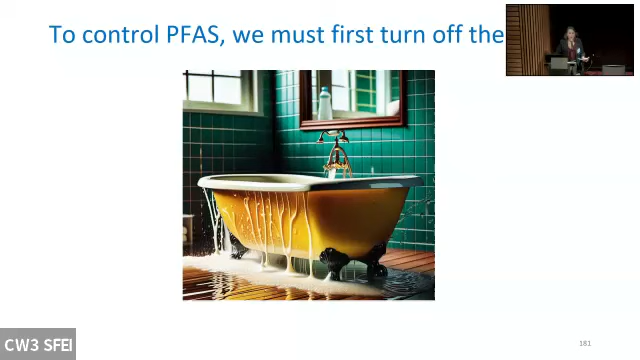 To control PFAS, we must first turn off the
CW3 SFEI
181